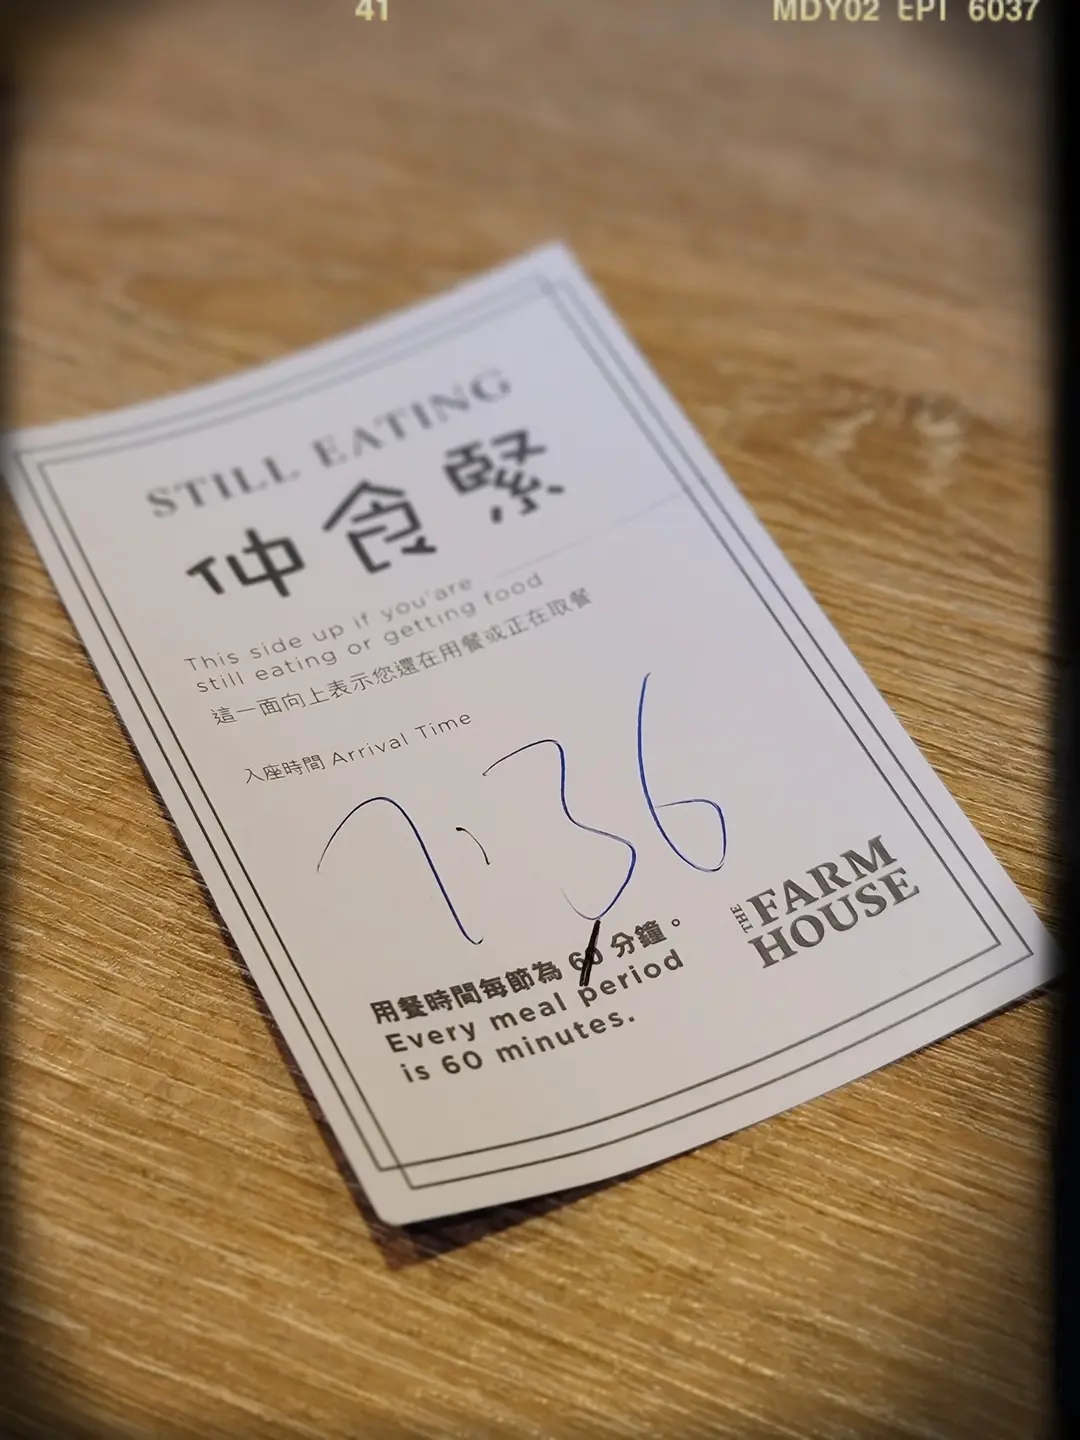 41
MDY02 EPI 6037
STILL EATING
仲食緊
This side up if you're
still eating or getting food
這一面向上表示您還在用餐或正在取餐
入座時間 Arrival Time
7:36
用餐時間每節為 60 分鐘。
Every meal period
is 60 minutes.
THE FARM
HOUSE